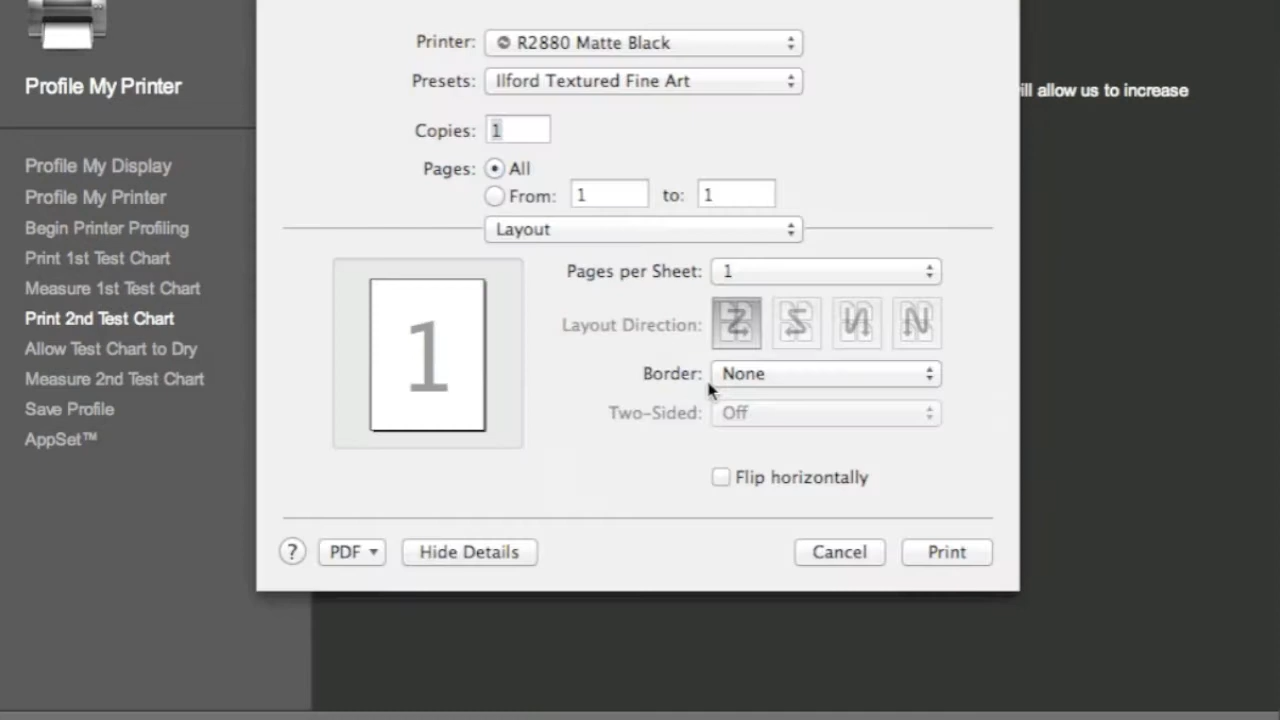 Printer: R2880 Matte Black
Presets: Ilford Textured Fine Art
Profile My Printer
ill allow us to increase
Copies: 1
Pages: All
From: 1 to: 1
Layout
Profile My Display
Profile My Printer
Begin Printer Profiling
Print 1st Test Chart
Measure 1st Test Chart
Print 2nd Test Chart
Allow Test Chart to Dry
Measure 2nd Test Chart
Save Profile
AppSet™
1
Pages per Sheet: 1
Layout Direction:
Border: None
Two-Sided: Off
Flip horizontally
? PDF Hide Details Cancel Print